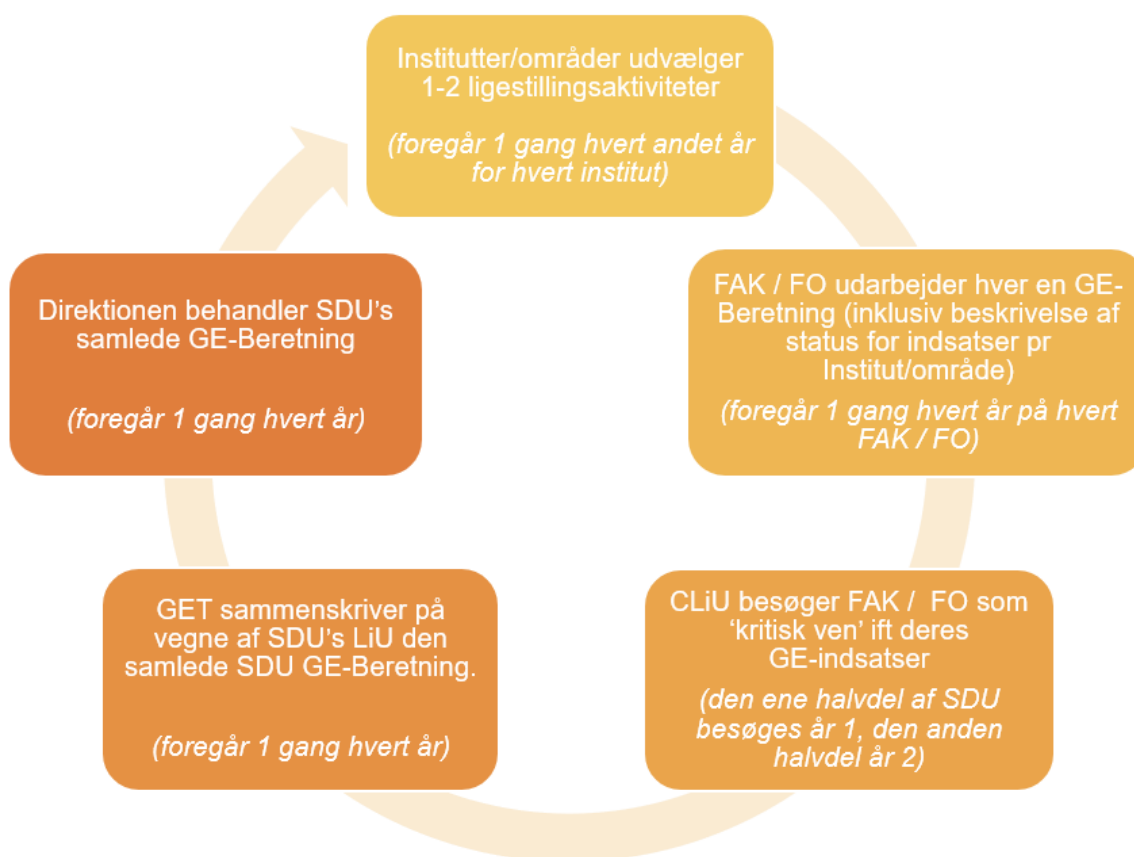 Institutter/områder udvælger
1-2 ligestillingsaktiviteter
(foregår 1 gang hvert andet år
for hvert institut)
FAK / FO udarbejder hver en GE-
Beretning (inklusiv beskrivelse af
status for indsatser pr
Institut/område)
(foregår 1 gang hvert år på hvert
FAK / FO)
CLiU besøger FAK /  FO som
‘kritisk ven’ ift deres
GE-indsatser
(den ene halvdel af SDU
besøges år 1, den anden
halvdel år 2)
GET sammenskriver på
vegne af SDU’s LiU den
samlede SDU GE-Beretning.
(foregår 1 gang hvert år)
Direktionen behandler SDU’s
samlede GE-Beretning
(foregår 1 gang hvert år)